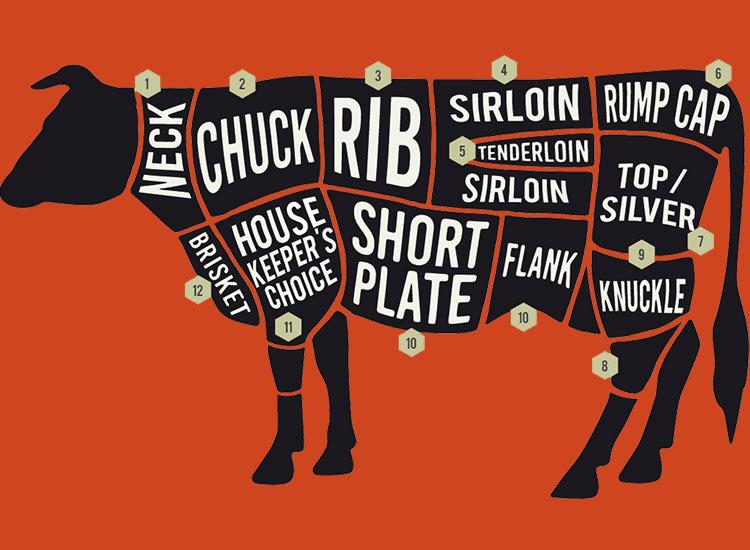 1
NECK
2
CHUCK
3
RIB
4
SIRLOIN
5
TENDERLOIN
SIRLOIN
6
RUMP CAP
TOP/
SILVER
7
9
KNUCKLE
8
FLANK
10
SHORT
PLATE
10
HOUSE
KEEPER'S
CHOICE
11
BRISKET
12